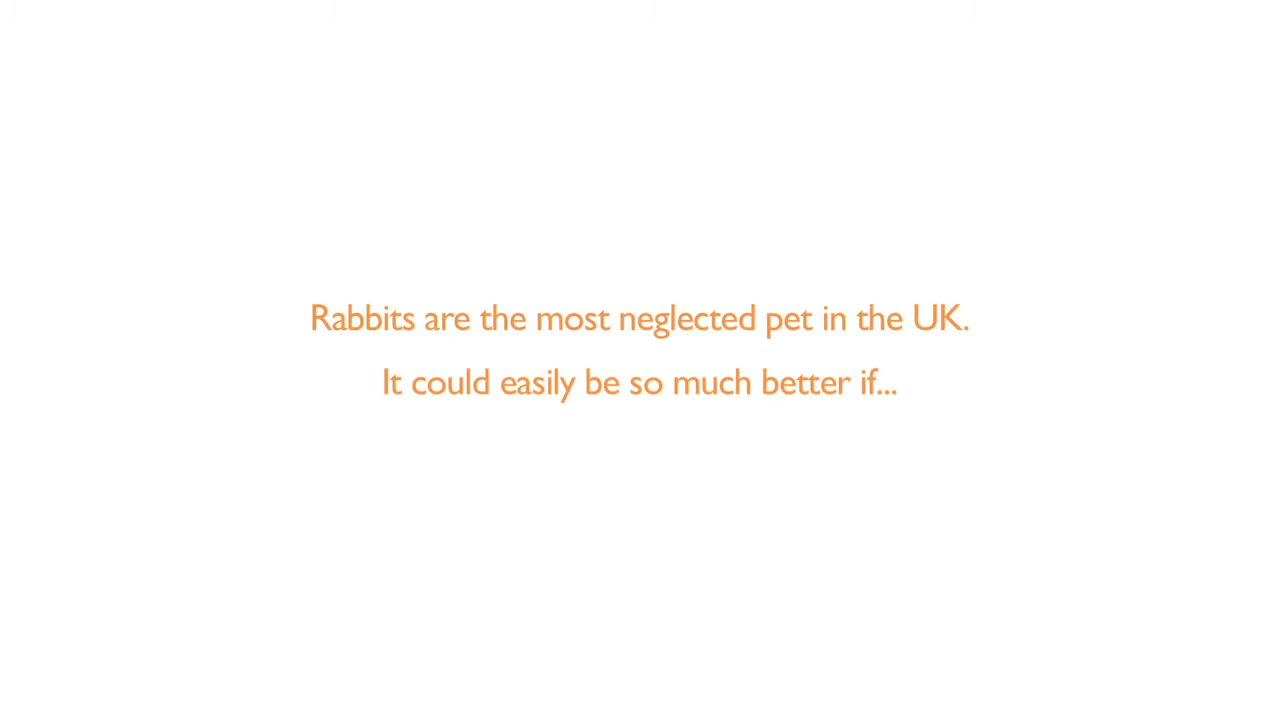 Rabbits are the most neglected pet in the UK.
It could easily be so much better if...